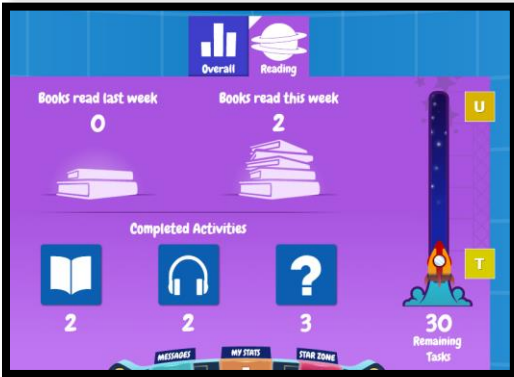 Overall Reading
Books read last week
0
Books read this week
2
U
Completed Activities
T
2 2 3
30
Remaining
Tasks
MESSAGES MY STATS STAR ZONE